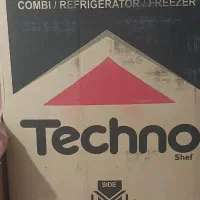 COMBI / REFRIGERATOR / FREEZER
Techno
Shef
SIDE